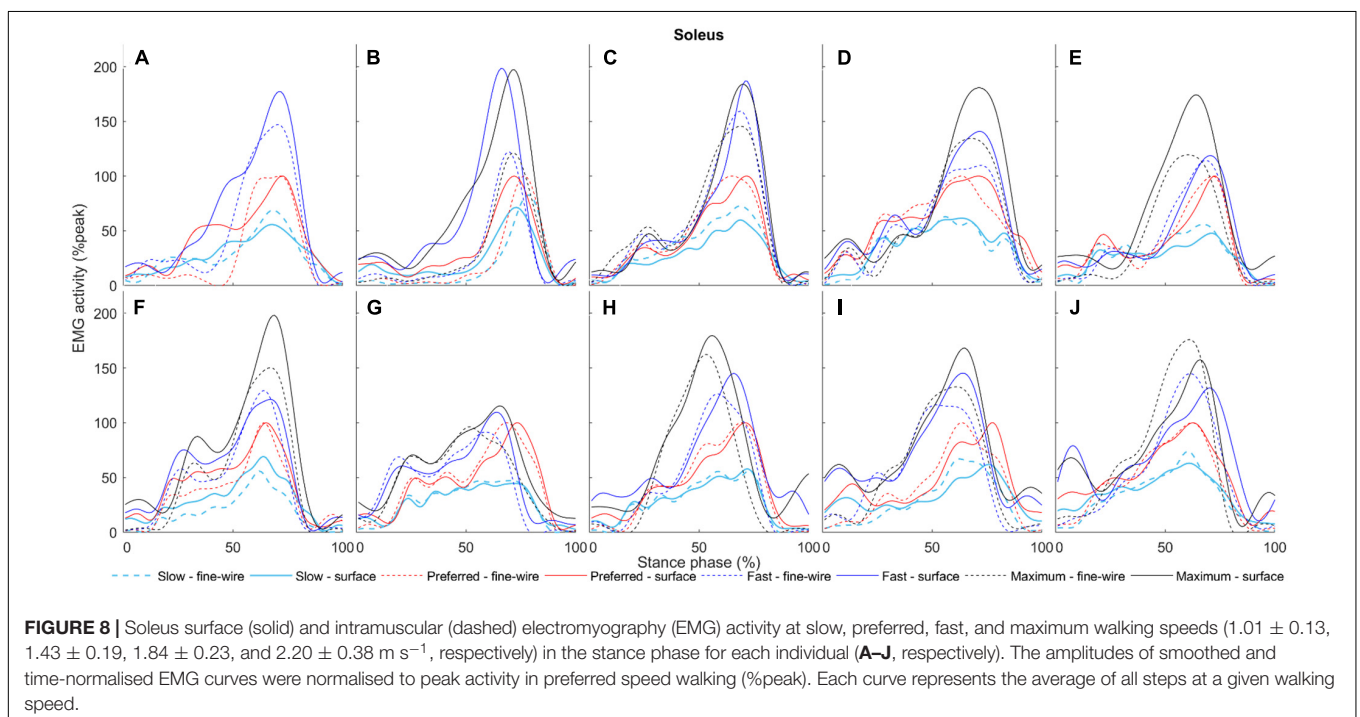 Soleus
A B C D E
200
150
100
50
0
EMG activity (%peak)
F G H I J
200
150
100
50
0
0 50 100 0 50 100 0 50 100 0 50 100 0 50 100
Stance phase (%)
Slow - fine-wire Slow - surface Preferred - fine-wire Preferred - surface Fast - fine-wire Fast - surface Maximum - fine-wire Maximum - surface
FIGURE 8 | Soleus surface (solid) and intramuscular (dashed) electromyography (EMG) activity at slow, preferred, fast, and maximum walking speeds (1.01 ± 0.13,
1.43 ± 0.19, 1.84 ± 0.23, and 2.20 ± 0.38 m s⁻¹, respectively) in the stance phase for each individual (A–J, respectively). The amplitudes of smoothed and
time-normalised EMG curves were normalised to peak activity in preferred speed walking (%peak). Each curve represents the average of all steps at a given walking
speed.